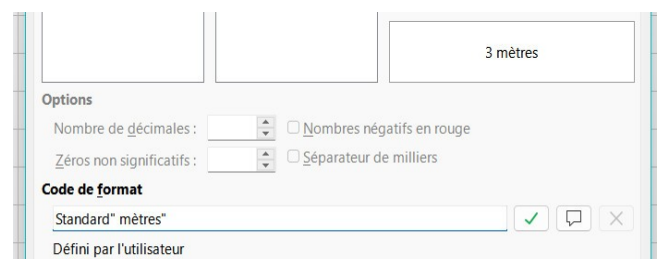 3 mètres
Options
Nombre de décimales :
Nombres négatifs en rouge
Zéros non significatifs :
Séparateur de milliers
Code de format
Standard" mètres"
Défini par l'utilisateur